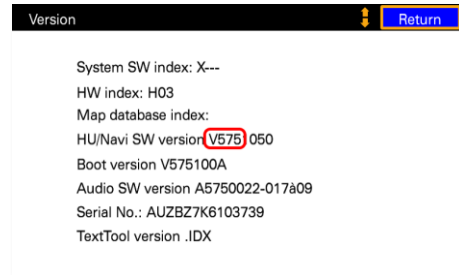 Version
Return
System SW index: X---
HW index: H03
Map database index:
HU/Navi SW version V575 050
Boot version V575100A
Audio SW version A5750022-017à09
Serial No.: AUZBZ7K6103739
TextTool version .IDX